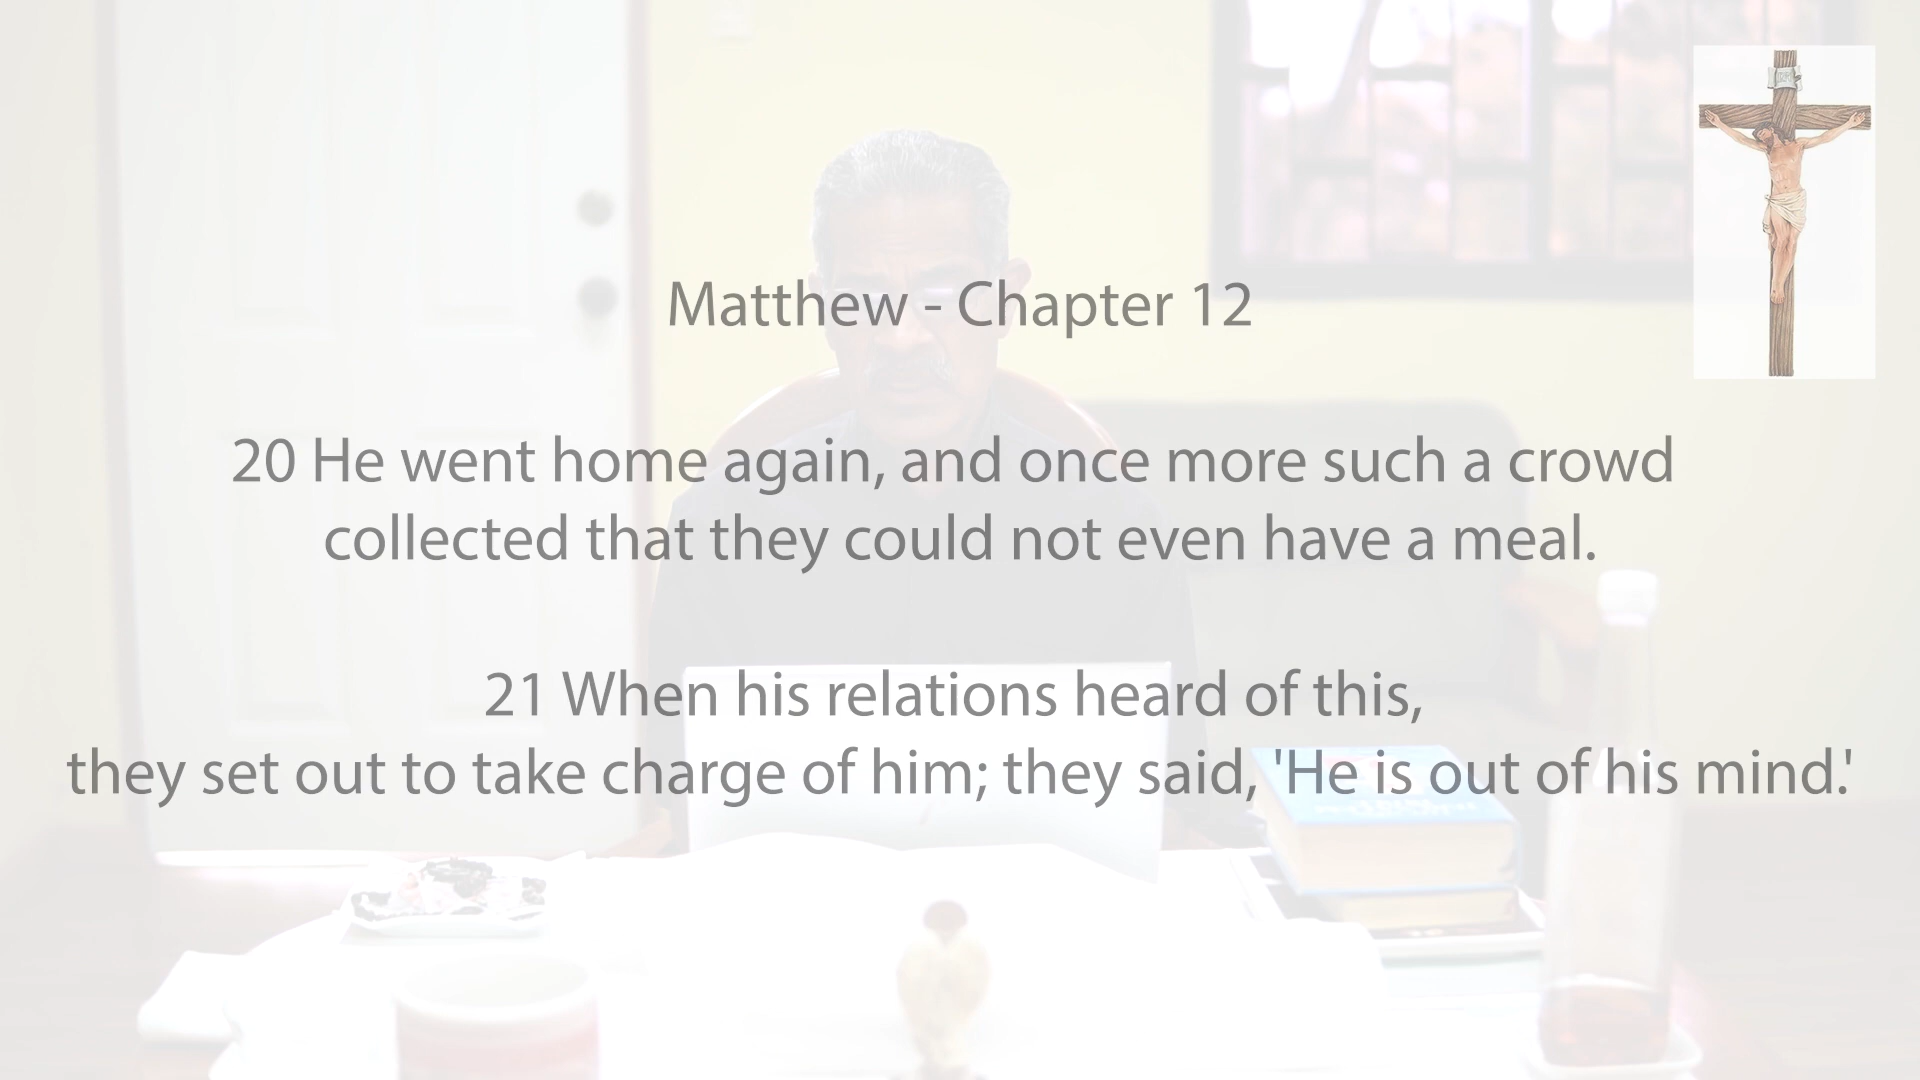 Matthew - Chapter 12
20 He went home again, and once more such a crowd
collected that they could not even have a meal.
21 When his relations heard of this,
they set out to take charge of him; they said, 'He is out of his mind.'